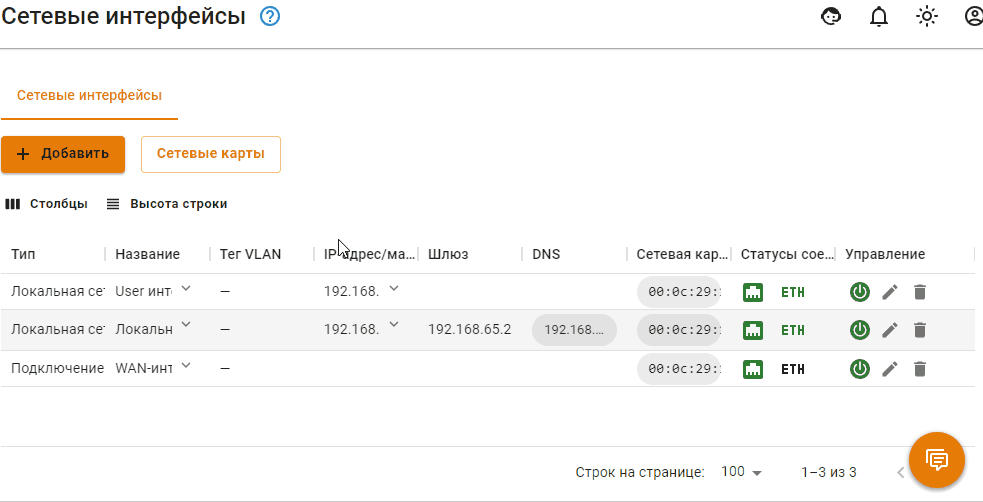 Сетевые интерфейсы
Сетевые интерфейсы
+ Добавить Сетевые карты
Столбцы Высота строки
Тип Название Тег VLAN IP-адрес/ма... Шлюз DNS Сетевая кар... Статусы сое... Управление
Локальная се User инт — 192.168. 00:0c:29: ETH
Локальная се Локальн — 192.168. 192.168.65.2 192.168.... 00:0c:29: ETH
Подключение WAN-инт — 00:0c:29: ETH
Строк на странице: 100 1–3 из 3